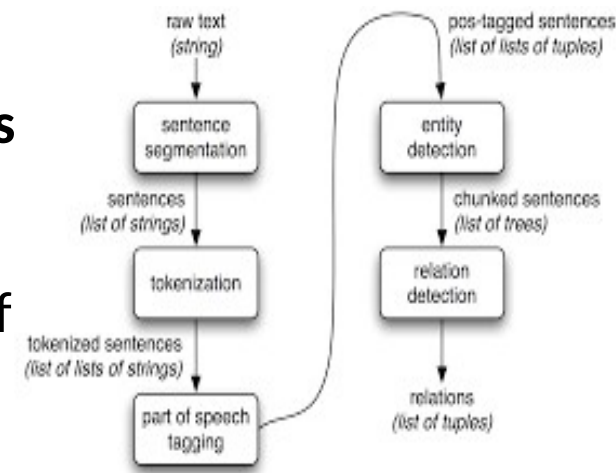 raw text
(string)
sentence
segmentation
sentences
(list of strings)
tokenization
tokenized sentences
(list of lists of strings)
part of speech
tagging
pos-tagged sentences
(list of lists of tuples)
entity
detection
chunked sentences
(list of trees)
relation
detection
relations
(list of tuples)
s
f